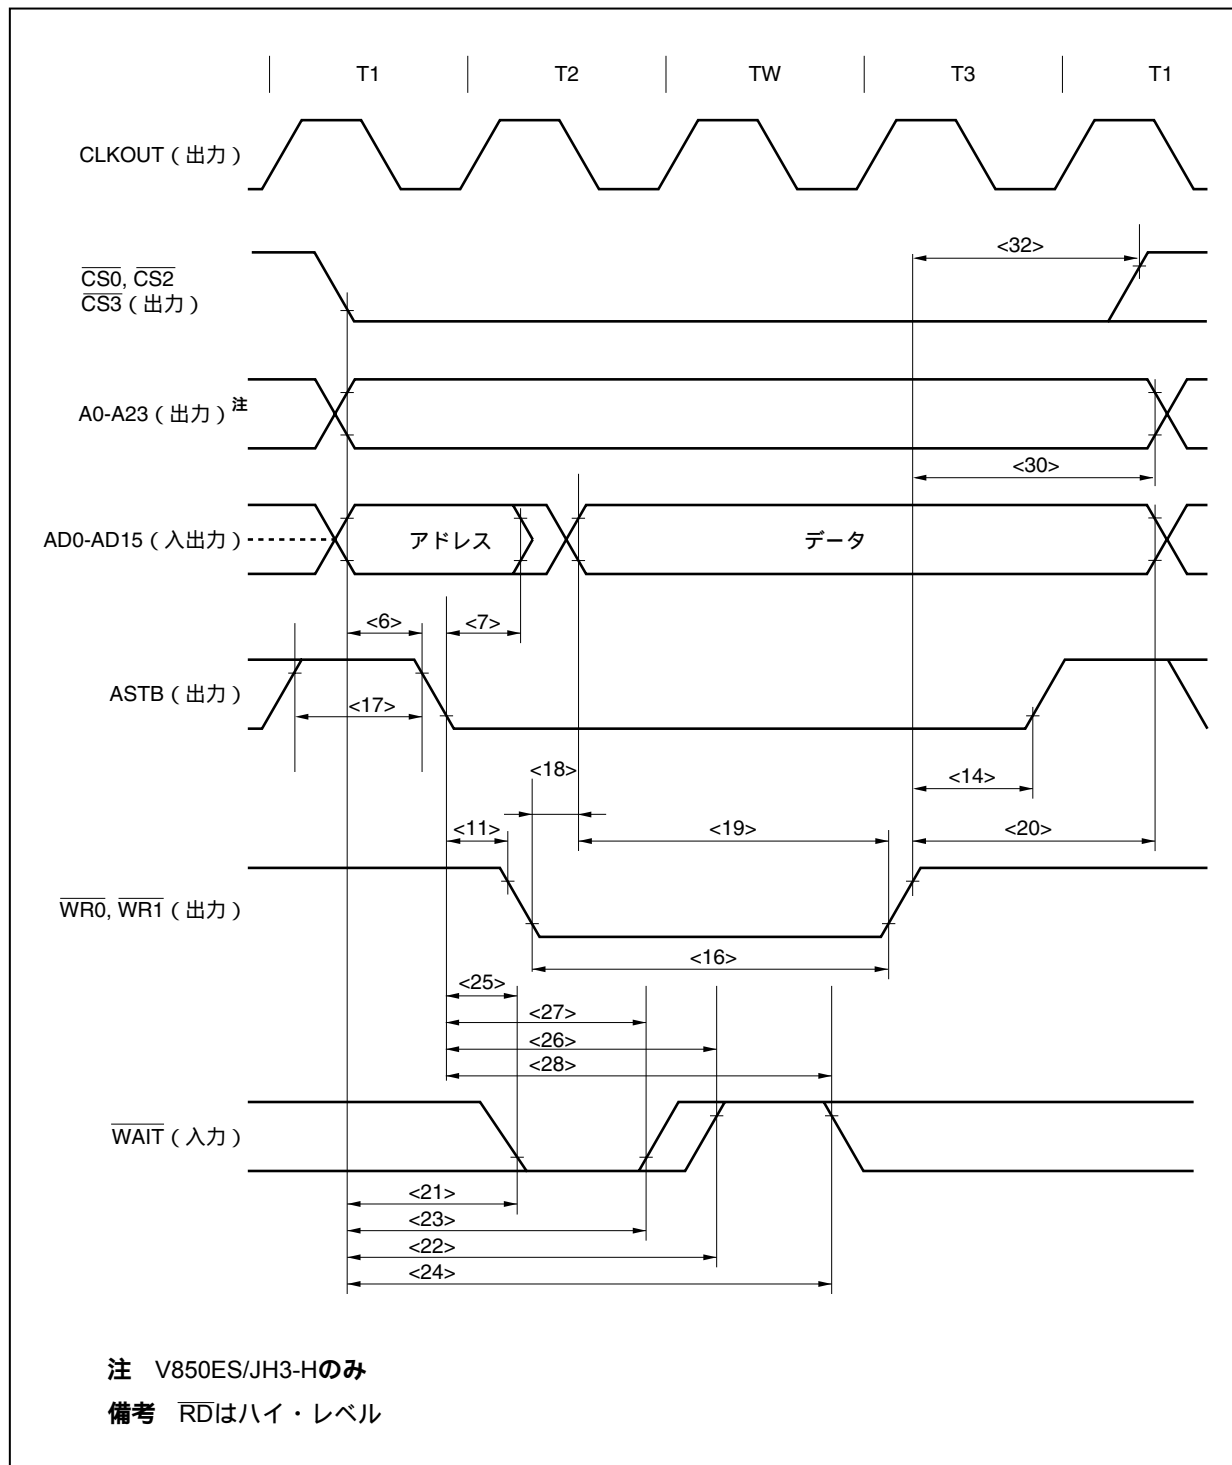 T1 T2 TW T3 T1
CLKOUT（出力）
<32>
CS0, CS2
CS3（出力）
A0-A23（出力）注
<30>
AD0-AD15（入出力） アドレス データ
<6> <7>
ASTB（出力）
<17>
<18> <14>
<11> <19> <20>
WR0, WR1（出力）
<16>
<25>
<27>
<26>
<28>
WAIT（入力）
<21>
<23>
<22>
<24>
注 V850ES/JH3-Hのみ
備考 RDはハイ・レベル